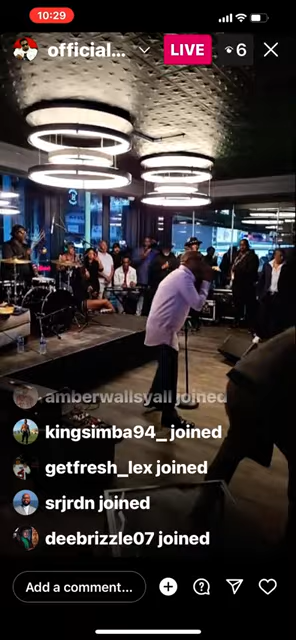 10:29
official...
LIVE
6
amberwallsyall joined
kingsimba94_ joined
getfresh_lex joined
srjrdn joined
deebrizzle07 joined
Add a comment...